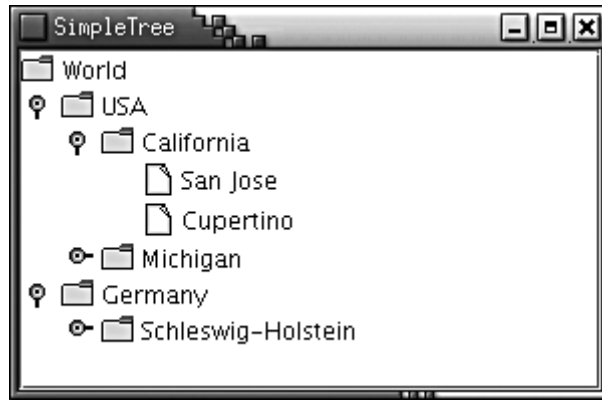 SimpleTree
World
USA
California
San Jose
Cupertino
Michigan
Germany
Schleswig-Holstein